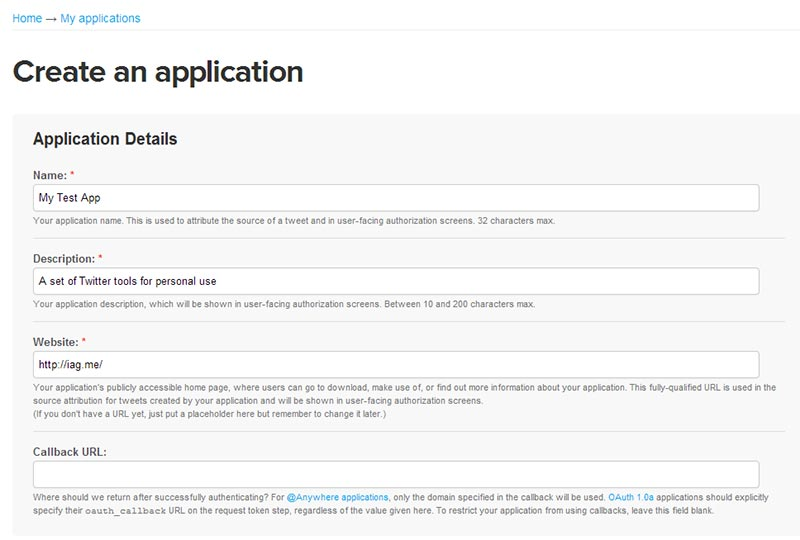 Home → My applications
Create an application
Application Details
Name: *
My Test App
Your application name. This is used to attribute the source of a tweet and in user-facing authorization screens. 32 characters max.
Description: *
A set of Twitter tools for personal use
Your application description, which will be shown in user-facing authorization screens. Between 10 and 200 characters max.
Website: *
http://iag.me/
Your application's publicly accessible home page, where users can go to download, make use of, or find out more information about your application. This fully-qualified URL is used in the
source attribution for tweets created by your application and will be shown in user-facing authorization screens.
(If you don't have a URL yet, just put a placeholder here but remember to change it later.)
Callback URL:
Where should we return after successfully authenticating? For @Anywhere applications, only the domain specified in the callback will be used. OAuth 1.0a applications should explicitly
specify their oauth_callback URL on the request token step, regardless of the value given here. To restrict your application from using callbacks, leave this field blank.